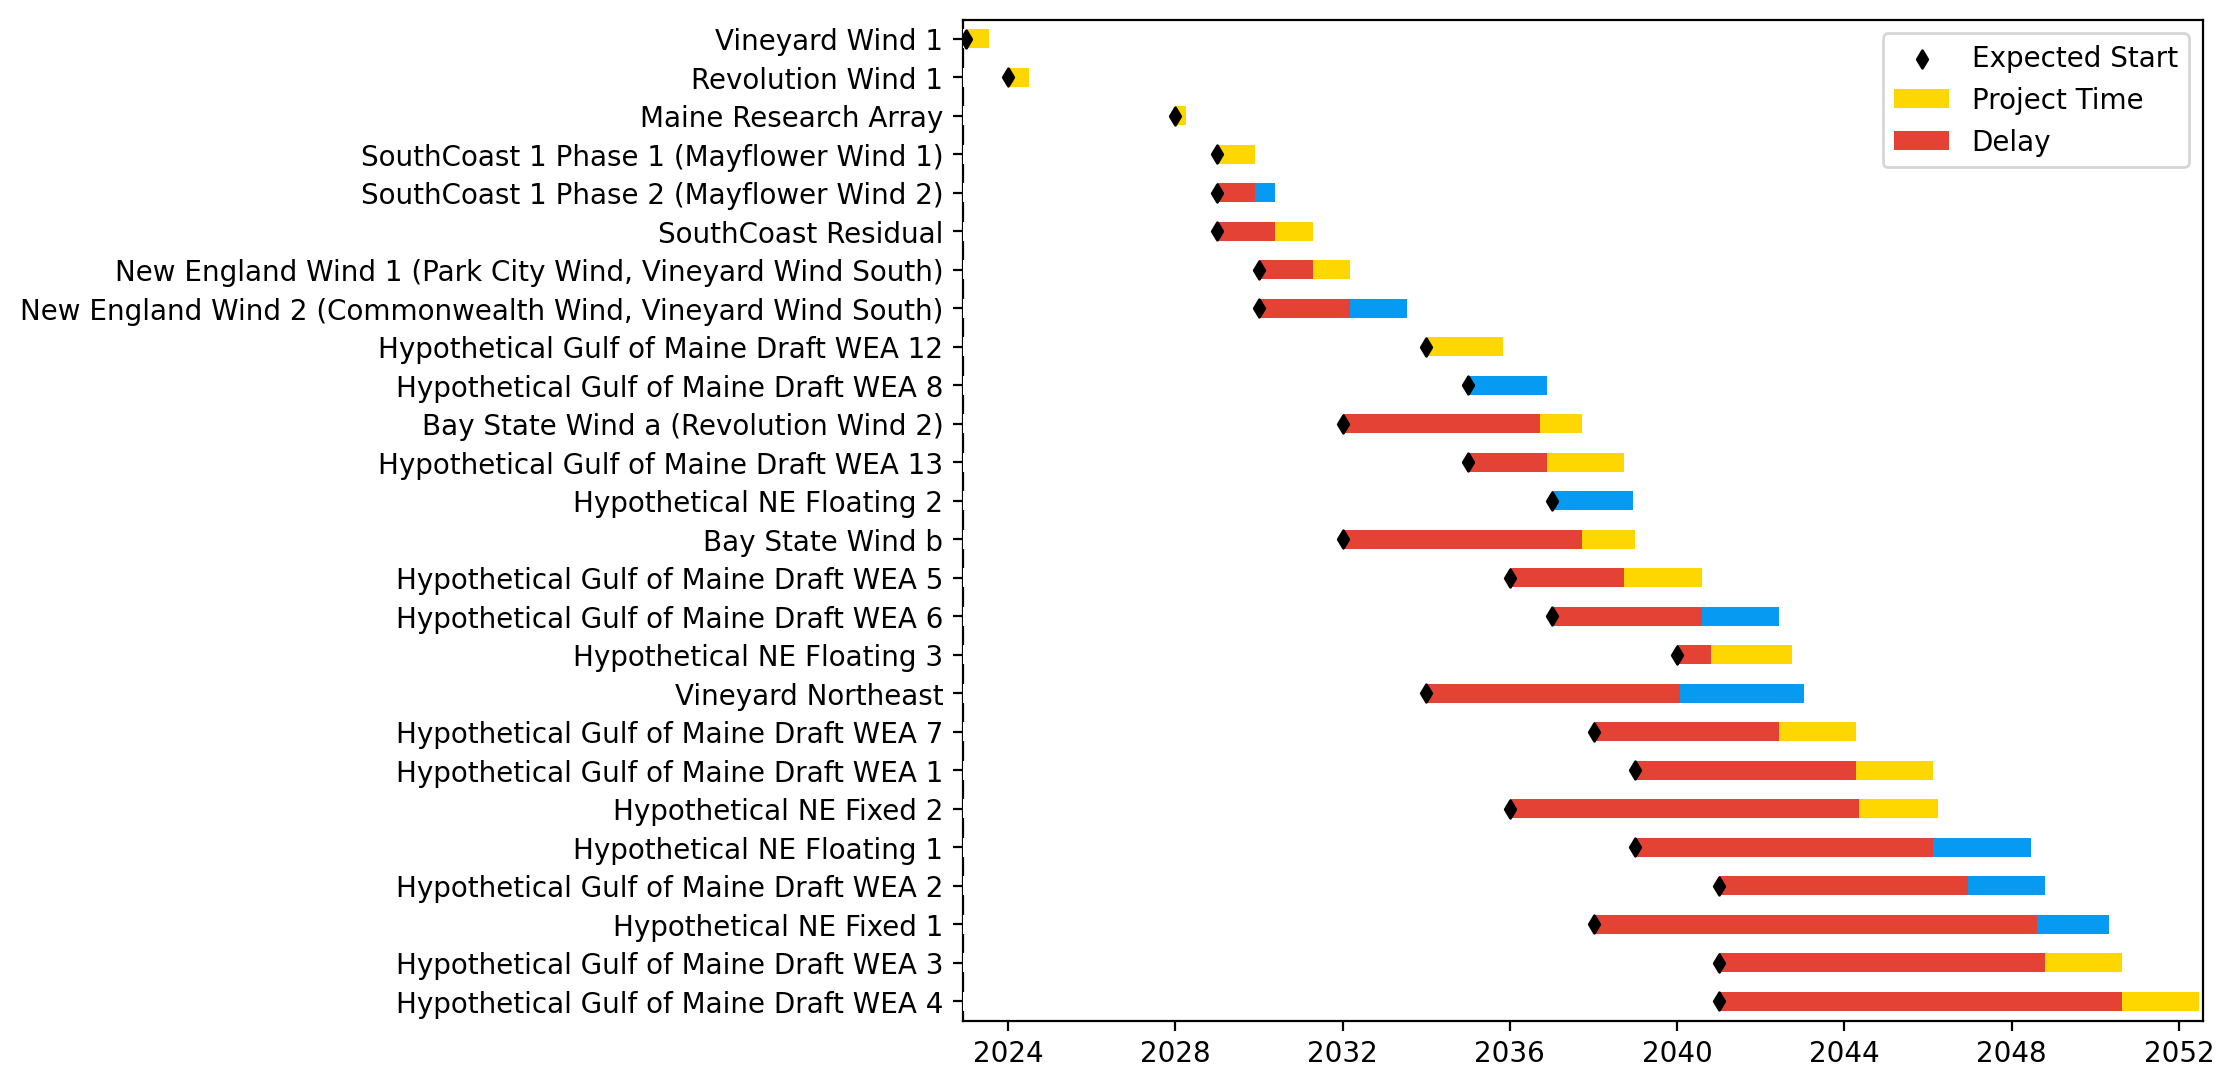 Vineyard Wind 1
Revolution Wind 1
Maine Research Array
SouthCoast 1 Phase 1 (Mayflower Wind 1)
SouthCoast 1 Phase 2 (Mayflower Wind 2)
SouthCoast Residual
New England Wind 1 (Park City Wind, Vineyard Wind South)
New England Wind 2 (Commonwealth Wind, Vineyard Wind South)
Hypothetical Gulf of Maine Draft WEA 12
Hypothetical Gulf of Maine Draft WEA 8
Bay State Wind a (Revolution Wind 2)
Hypothetical Gulf of Maine Draft WEA 13
Hypothetical NE Floating 2
Bay State Wind b
Hypothetical Gulf of Maine Draft WEA 5
Hypothetical Gulf of Maine Draft WEA 6
Hypothetical NE Floating 3
Vineyard Northeast
Hypothetical Gulf of Maine Draft WEA 7
Hypothetical Gulf of Maine Draft WEA 1
Hypothetical NE Fixed 2
Hypothetical NE Floating 1
Hypothetical Gulf of Maine Draft WEA 2
Hypothetical NE Fixed 1
Hypothetical Gulf of Maine Draft WEA 3
Hypothetical Gulf of Maine Draft WEA 4
Expected Start
Project Time
Delay
2024 2028 2032 2036 2040 2044 2048 2052